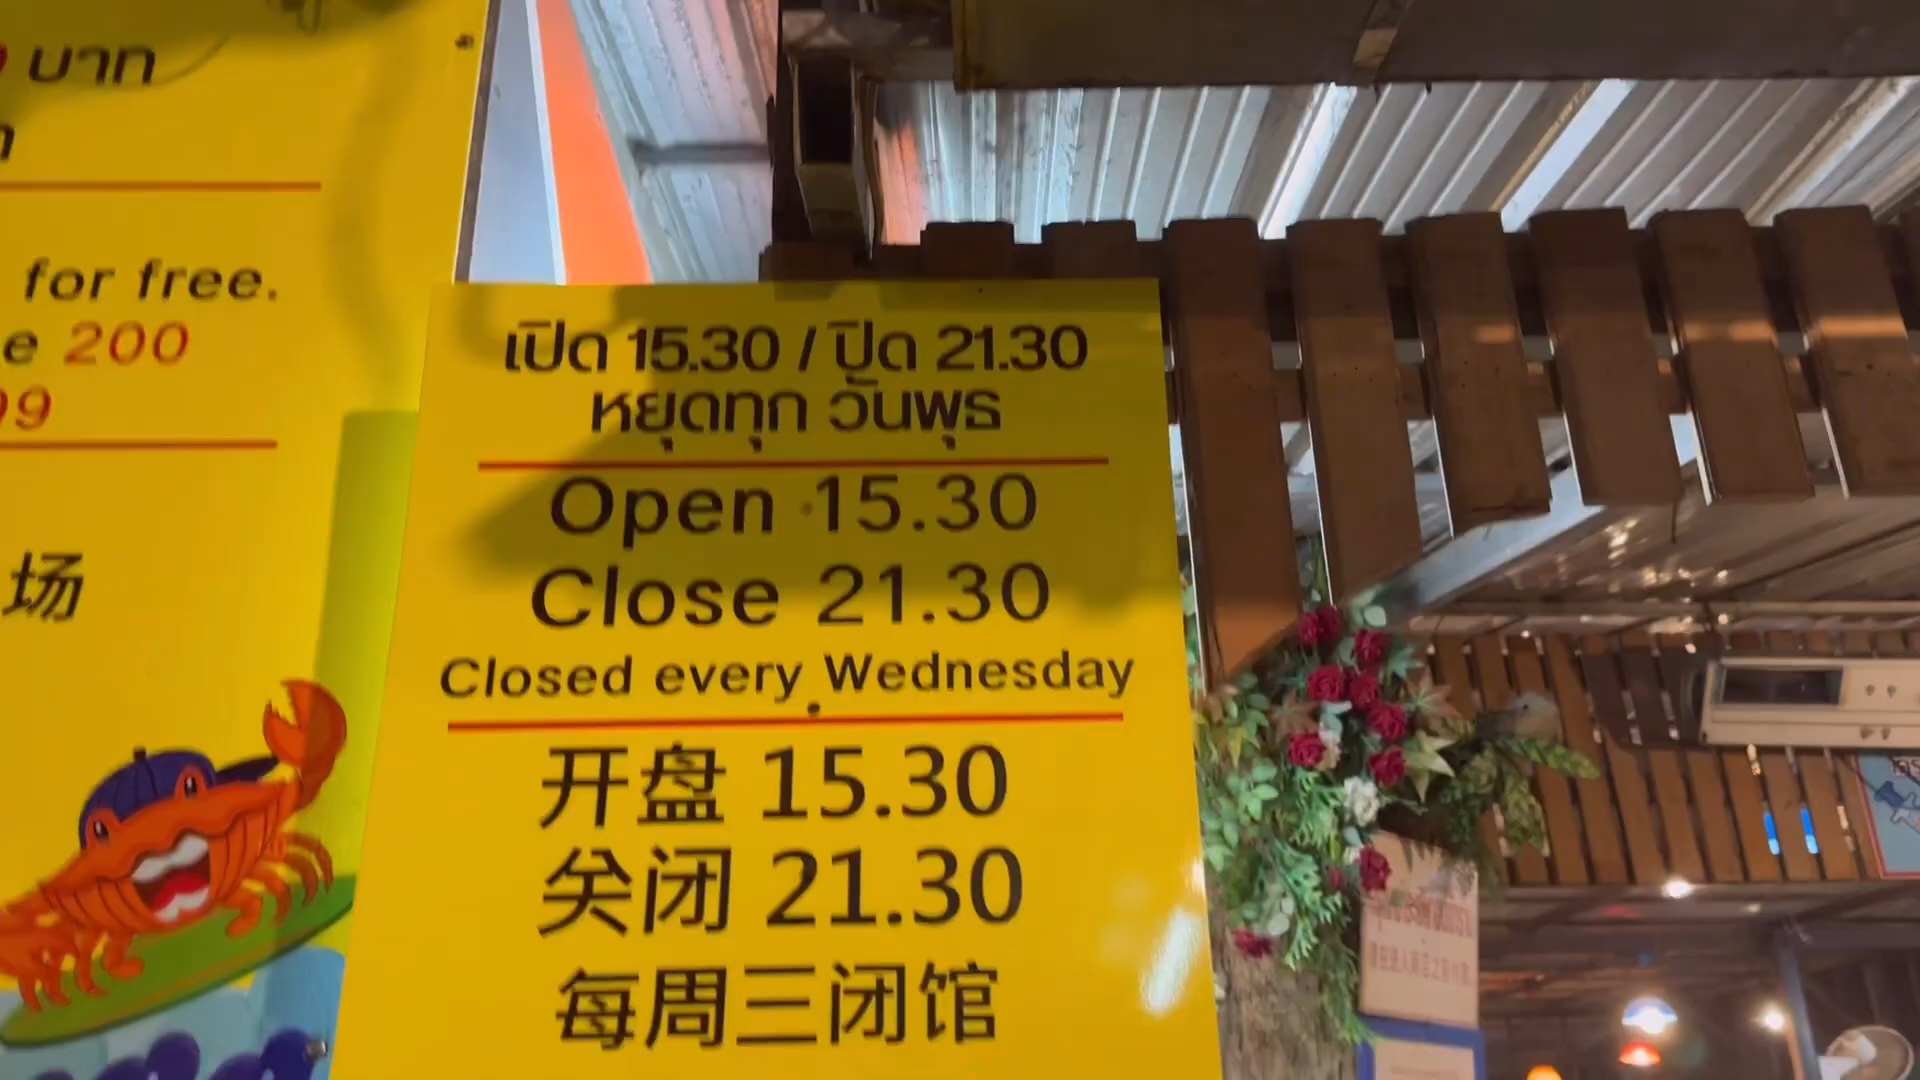 บาท
for free.
e 200
99
场
เปิด 15.30 / ปิด 21.30
หยุดทุก วันพุธ
Open 15.30
Close 21.30
Closed every Wednesday
开盘 15.30
关闭 21.30
每周三闭馆